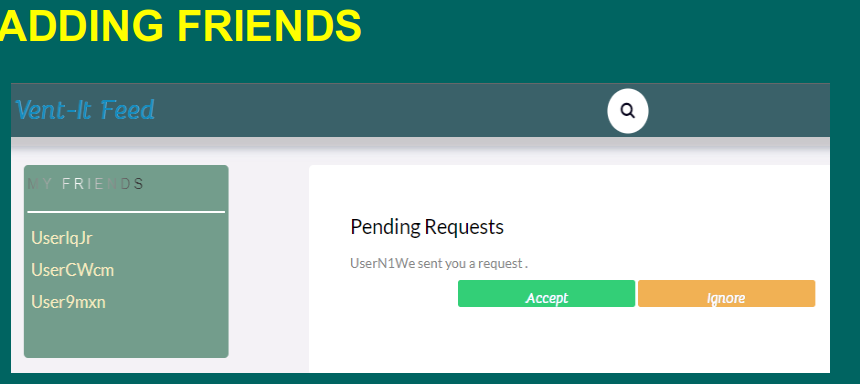 ADDING FRIENDS
Vent-It Feed
MY FRIENDS
UserIqJr
UserCWcm
User9mxn
Pending Requests
UserN1We sent you a request .
Accept Ignore